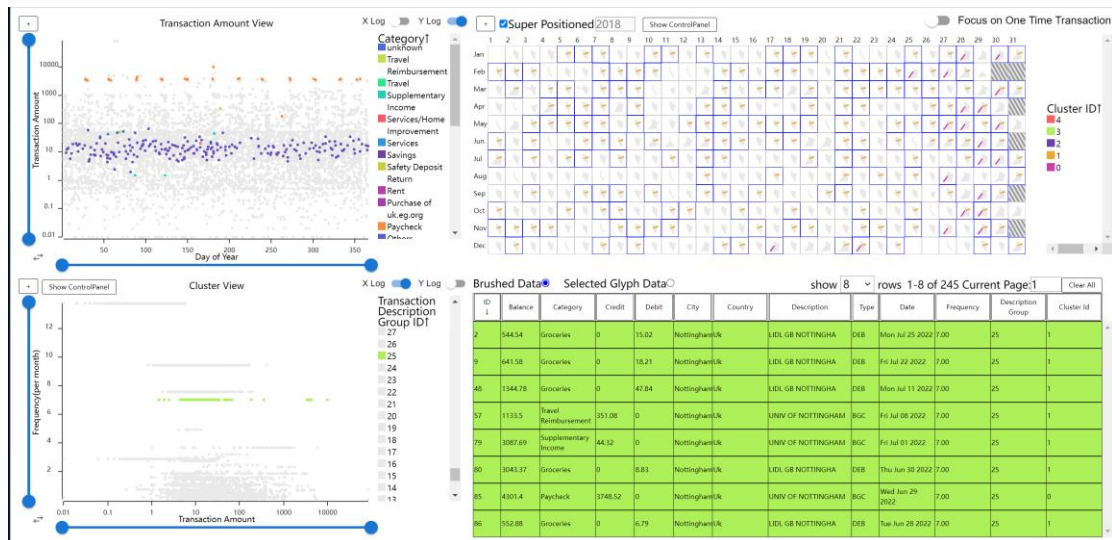 + Transaction Amount View X Log Y Log
Category↑
unknown
Travel
Reimbursement
Travel
Supplementary
Income
Services/Home
Improvement
Services
Savings
Safety Deposit
Return
Rent
Purchase of
uk.eg.org
Paycheck
Others
Transaction Amount
10000
1000
100
10
1
0.1
0.01
50 100 150 200 250 300 350
Day of Year
+ Super Positioned 2018 Show ControlPanel Focus on One Time Transaction
1 2 3 4 5 6 7 8 9 10 11 12 13 14 15 16 17 18 19 20 21 22 23 24 25 26 27 28 29 30 31
Jan
Feb
Mar
Apr
May
Jun
Jul
Aug
Sep
Oct
Nov
Dec
Cluster ID↑
4
3
2
1
0
+ Show ControlPanel Cluster View X Log Y Log
Transaction
Description
Group ID↑
27
26
25
24
23
22
21
20
19
18
17
16
15
14
13
Frequency(per month)
12
10
8
6
4
2
0.01 0.1 1 10 100 1000 10000
Transaction Amount
Brushed Data Selected Glyph Data show 8 rows 1-8 of 245 Current Page:1 Clear All
ID ↓ Balance Category Credit Debit City Country Description Type Date Frequency Description Group Cluster Id
2 544.54 Groceries 0 15.02 Nottingham Uk LIDL GB NOTTINGHA DEB Mon Jul 25 2022 7.00 25 1
9 641.58 Groceries 0 18.21 Nottingham Uk LIDL GB NOTTINGHA DEB Fri Jul 22 2022 7.00 25 1
48 1344.78 Groceries 0 47.84 Nottingham Uk LIDL GB NOTTINGHA DEB Mon Jul 11 2022 7.00 25 1
57 1133.5 Travel Reimbursement 351.08 0 Nottingham Uk UNIV OF NOTTINGHAM BGC Fri Jul 08 2022 7.00 25 1
79 3087.69 Supplementary Income 44.32 0 Nottingham Uk UNIV OF NOTTINGHAM BGC Fri Jul 01 2022 7.00 25 1
80 3043.37 Groceries 0 8.83 Nottingham Uk LIDL GB NOTTINGHA DEB Thu Jun 30 2022 7.00 25 1
85 4301.4 Paycheck 3748.52 0 Nottingham Uk UNIV OF NOTTINGHAM BGC Wed Jun 29 2022 7.00 25 0
86 552.88 Groceries 0 6.79 Nottingham Uk LIDL GB NOTTINGHA DEB Tue Jun 28 2022 7.00 25 1